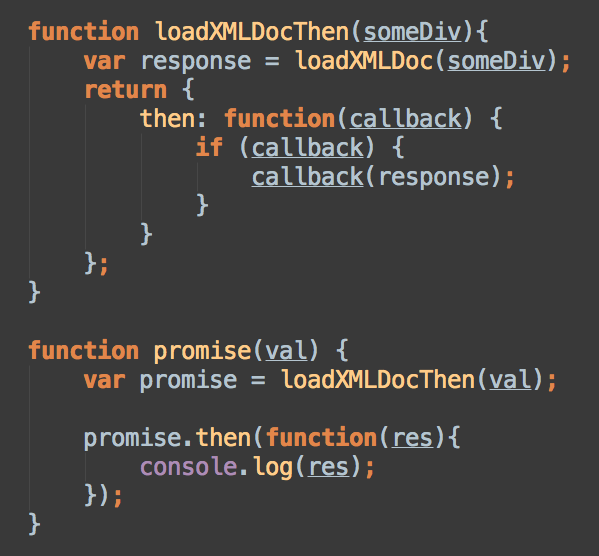 function loadXMLDocThen(someDiv){
    var response = loadXMLDoc(someDiv);
    return {
        then: function(callback) {
            if (callback) {
                callback(response);
            }
        }
    };
}

function promise(val) {
    var promise = loadXMLDocThen(val);

    promise.then(function(res){
        console.log(res);
    });
}